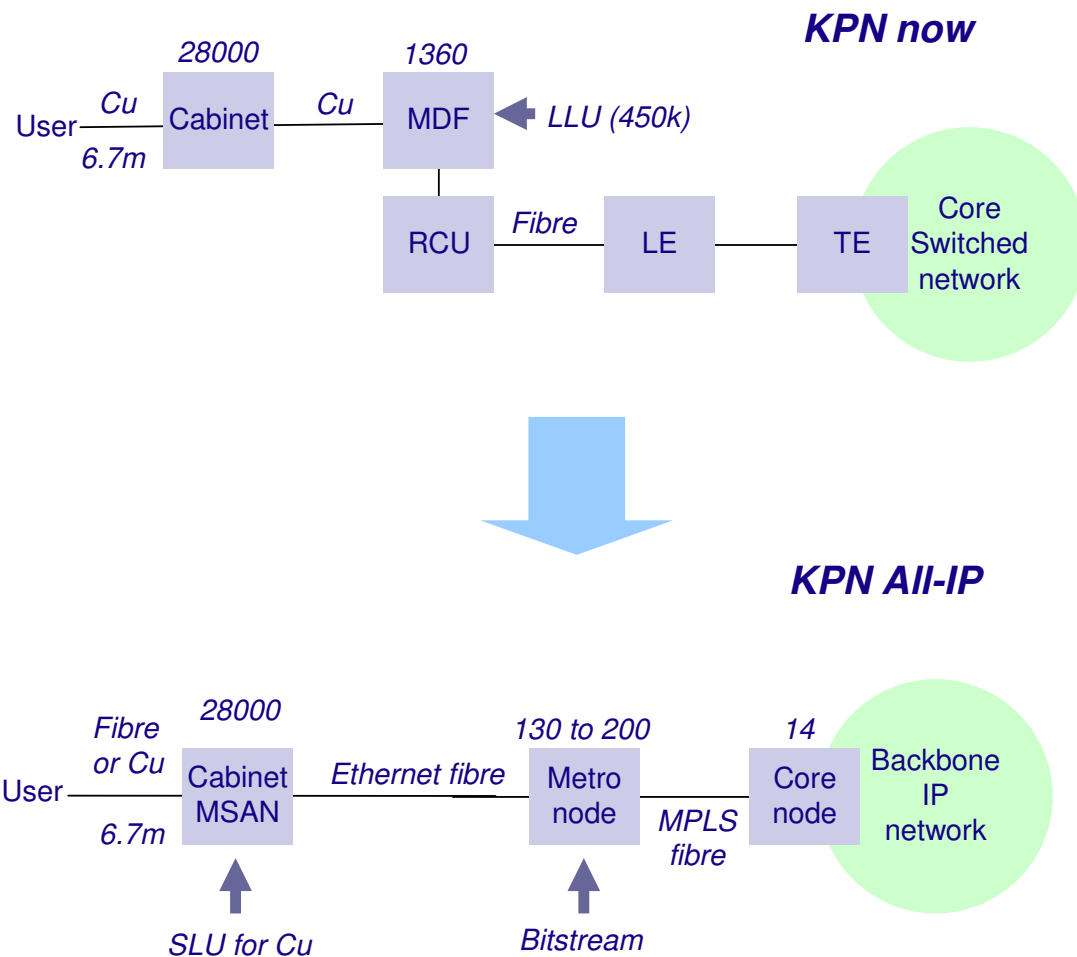 KPN now
28000
1360
User
Cu
6.7m
Cabinet
Cu
MDF
LLU (450k)
RCU
Fibre
LE
TE
Core
Switched
network
KPN All-IP
28000
130 to 200
14
User
Fibre
or Cu
6.7m
Cabinet
MSAN
Ethernet fibre
Metro
node
MPLS
fibre
Core
node
Backbone
IP
network
SLU for Cu
Bitstream